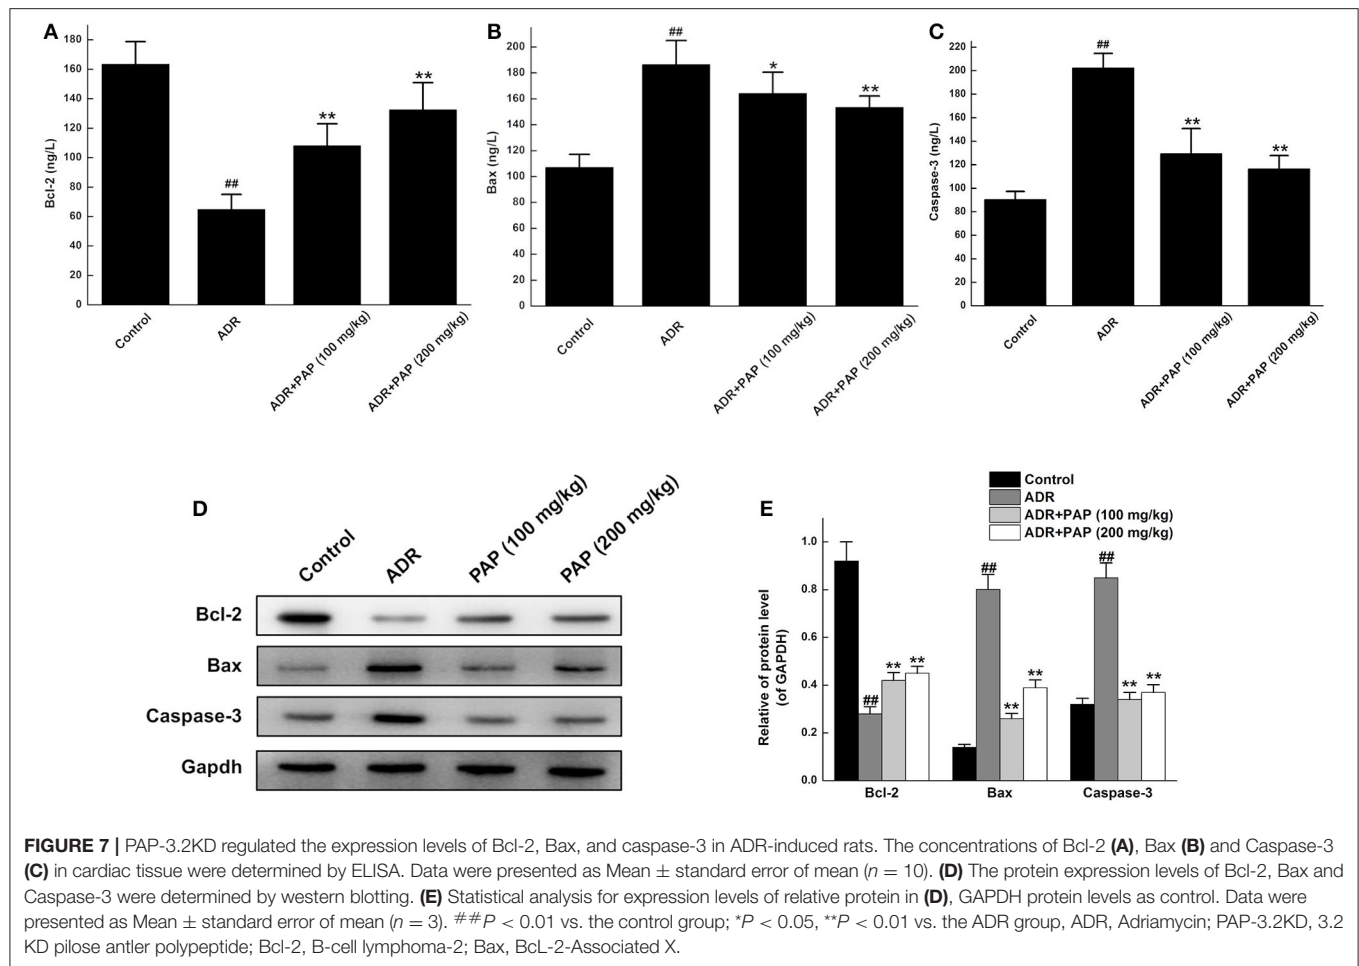 A
180
160
140
120
100
80
60
40
20
0
Bcl-2 (ng/L)
##
**
**
Control
ADR
ADR+PAP (100 mg/kg)
ADR+PAP (200 mg/kg)
B
200
180
160
140
120
100
80
60
40
20
0
Bax (ng/L)
##
*
**
Control
ADR
ADR+PAP (100 mg/kg)
ADR+PAP (200 mg/kg)
C
220
200
180
160
140
120
100
80
60
40
20
0
Caspase-3 (ng/L)
##
**
**
Control
ADR
ADR+PAP (100 mg/kg)
ADR+PAP (200 mg/kg)
D
Control
ADR
PAP (100 mg/kg)
PAP (200 mg/kg)
Bcl-2
Bax
Caspase-3
Gapdh
E
Control
ADR
ADR+PAP (100 mg/kg)
ADR+PAP (200 mg/kg)
1.0
0.8
0.6
0.4
0.2
0.0
Relative of protein level
(of GAPDH)
##
**
**
##
**
**
##
**
**
Bcl-2
Bax
Caspase-3
FIGURE 7 | PAP-3.2KD regulated the expression levels of Bcl-2, Bax, and caspase-3 in ADR-induced rats. The concentrations of Bcl-2 (A), Bax (B) and Caspase-3
(C) in cardiac tissue were determined by ELISA. Data were presented as Mean ± standard error of mean (n = 10). (D) The protein expression levels of Bcl-2, Bax and
Caspase-3 were determined by western blotting. (E) Statistical analysis for expression levels of relative protein in (D), GAPDH protein levels as control. Data were
presented as Mean ± standard error of mean (n = 3). ##P < 0.01 vs. the control group; *P < 0.05, **P < 0.01 vs. the ADR group, ADR, Adriamycin; PAP-3.2KD, 3.2
KD pilose antler polypeptide; Bcl-2, B-cell lymphoma-2; Bax, BcL-2-Associated X.